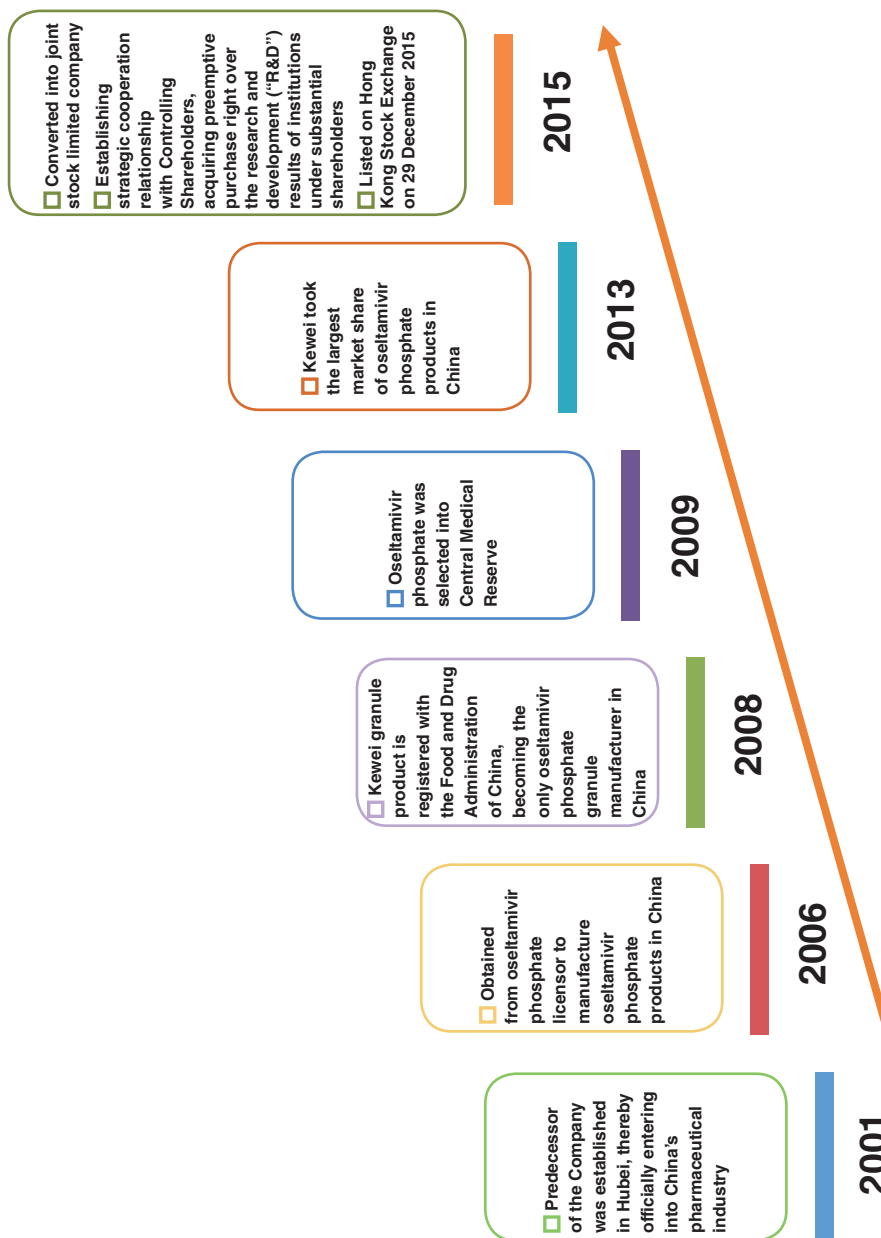 Predecessor
of the Company
was established
in Hubei, thereby
officially entering
into China's
pharmaceutical
industry
2001
Obtained
from oseltamivir
phosphate
licensor to
manufacture
oseltamivir
phosphate
products in China
2006
Kewei granule
product is
registered with
the Food and Drug
Administration
of China,
becoming the
only oseltamivir
phosphate
granule
manufacturer in
China
2008
Oseltamivir
phosphate was
selected into
Central Medical
Reserve
2009
Kewei took
the largest
market share
of oseltamivir
phosphate
products in
China
2013
Converted into joint
stock limited company
Establishing
strategic cooperation
relationship
with Controlling
Shareholders,
acquiring preemptive
purchase right over
the research and
development (“R&D”)
results of institutions
under substantial
shareholders
Listed on Hong
Kong Stock Exchange
on 29 December 2015
2015